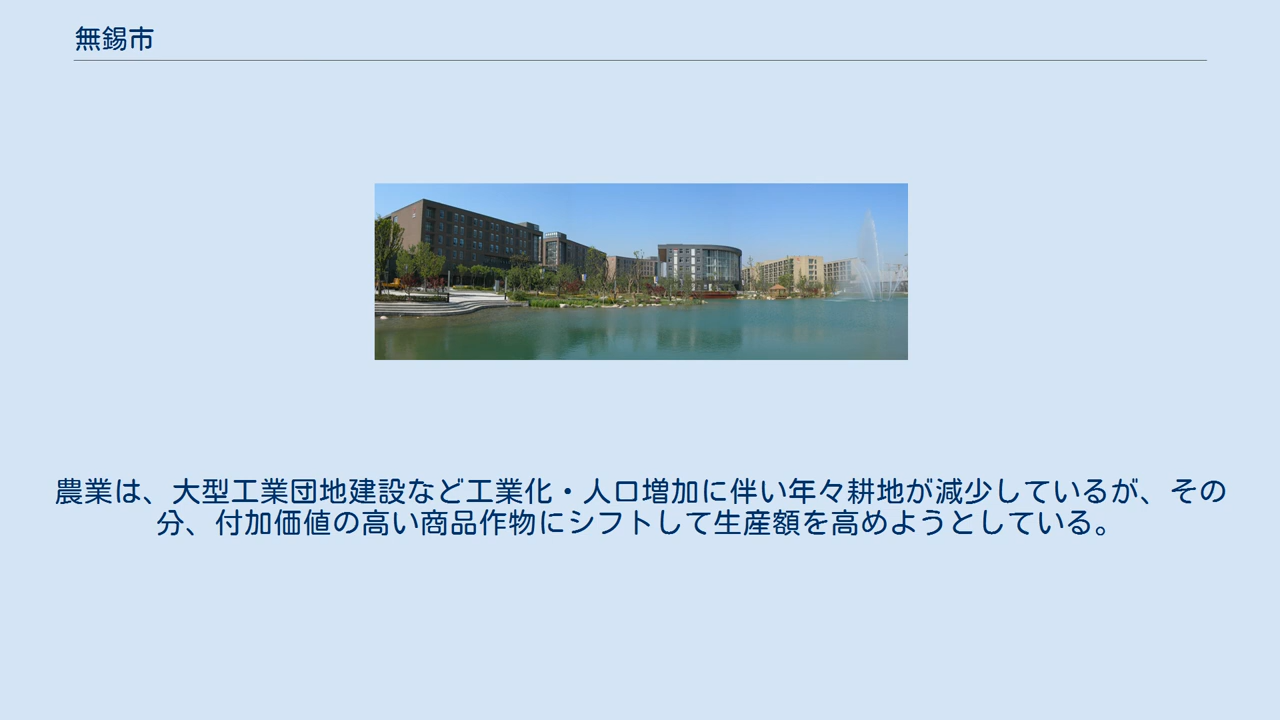 無錫市
農業は、大型工業団地建設など工業化・人口増加に伴い年々耕地が減少しているが、その
分、付加価値の高い商品作物にシフトして生産額を高めようとしている。